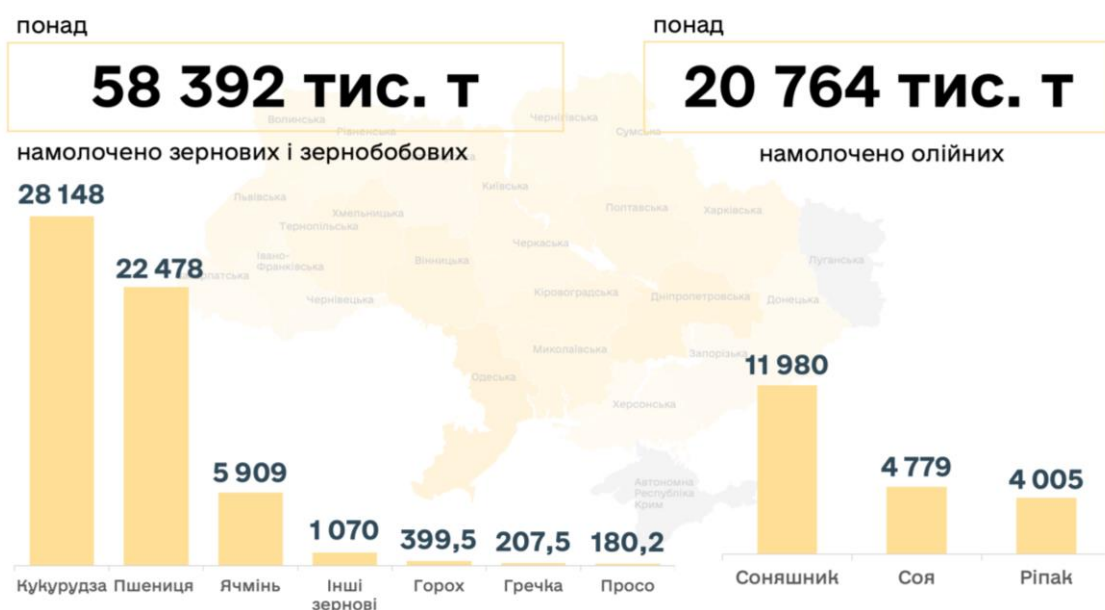 понад
58 392 тис. т
намолочено зернових і зернобобових
понад
20 764 тис. т
намолочено олійних
Волинська
Рівненська
Чернігівська
Сумська
Київська
Львівська
Хмельницька
Тернопільська
Полтавська
Харківська
Івано-
Франківська
Вінницька
Черкаська
Луганська
Чернівецька
Кіровоградська
Дніпропетровська
Донецька
Миколаївська
Запорізька
Одеська
Херсонська
Автономна
Республіка
Крим
28 148
22 478
5 909
1 070
399,5
207,5
180,2
Кукурудза Пшениця Ячмінь Інші зернові Горох Гречка Просо
11 980
4 779
4 005
Соняшник Соя Ріпак